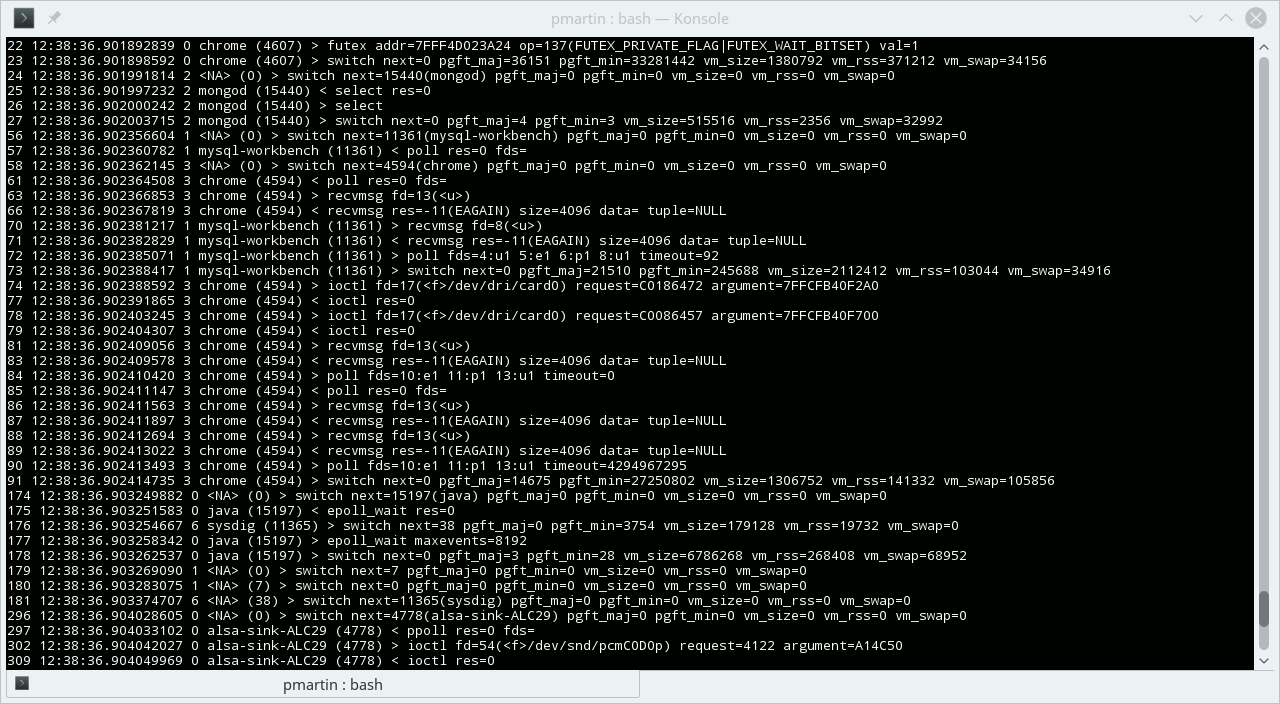 pmartin : bash — Konsole
22 12:38:36.901892839 0 chrome (4607) > futex addr=7FFF4D023A24 op=137(FUTEX_PRIVATE_FLAG|FUTEX_WAIT_BITSET) val=1
23 12:38:36.901898592 0 chrome (4607) > switch next=0 pgft_maj=36151 pgft_min=33281442 vm_size=1380792 vm_rss=371212 vm_swap=34156
24 12:38:36.901991814 2 <NA> (0) > switch next=15440(mongod) pgft_maj=0 pgft_min=0 vm_size=0 vm_rss=0 vm_swap=0
25 12:38:36.901997232 2 mongod (15440) < select res=0
26 12:38:36.902000242 2 mongod (15440) > select
27 12:38:36.902003715 2 mongod (15440) > switch next=0 pgft_maj=4 pgft_min=3 vm_size=515516 vm_rss=2356 vm_swap=32992
56 12:38:36.902356604 1 <NA> (0) > switch next=11361(mysql-workbench) pgft_maj=0 pgft_min=0 vm_size=0 vm_rss=0 vm_swap=0
57 12:38:36.902360782 1 mysql-workbench (11361) < poll res=0 fds=
58 12:38:36.902362145 3 <NA> (0) > switch next=4594(chrome) pgft_maj=0 pgft_min=0 vm_size=0 vm_rss=0 vm_swap=0
61 12:38:36.902364508 3 chrome (4594) < poll res=0 fds=
63 12:38:36.902366853 3 chrome (4594) > recvmsg fd=13(<u>)
66 12:38:36.902367819 3 chrome (4594) < recvmsg res=-11(EAGAIN) size=4096 data= tuple=NULL
70 12:38:36.902381217 1 mysql-workbench (11361) > recvmsg fd=8(<u>)
71 12:38:36.902382829 1 mysql-workbench (11361) < recvmsg res=-11(EAGAIN) size=4096 data= tuple=NULL
72 12:38:36.902385071 1 mysql-workbench (11361) > poll fds=4:u1 5:e1 6:p1 8:u1 timeout=92
73 12:38:36.902388417 1 mysql-workbench (11361) > switch next=0 pgft_maj=21510 pgft_min=245688 vm_size=2112412 vm_rss=103044 vm_swap=34916
74 12:38:36.902388592 3 chrome (4594) > ioctl fd=17(<f>/dev/dri/card0) request=C0186472 argument=7FFCFB40F2A0
77 12:38:36.902391865 3 chrome (4594) < ioctl res=0
78 12:38:36.902403245 3 chrome (4594) > ioctl fd=17(<f>/dev/dri/card0) request=C0086457 argument=7FFCFB40F700
79 12:38:36.902404307 3 chrome (4594) < ioctl res=0
81 12:38:36.902409056 3 chrome (4594) > recvmsg fd=13(<u>)
83 12:38:36.902409578 3 chrome (4594) < recvmsg res=-11(EAGAIN) size=4096 data= tuple=NULL
84 12:38:36.902410420 3 chrome (4594) > poll fds=10:e1 11:p1 13:u1 timeout=0
85 12:38:36.902411147 3 chrome (4594) < poll res=0 fds=
86 12:38:36.902411563 3 chrome (4594) > recvmsg fd=13(<u>)
87 12:38:36.902411897 3 chrome (4594) < recvmsg res=-11(EAGAIN) size=4096 data= tuple=NULL
88 12:38:36.902412694 3 chrome (4594) > recvmsg fd=13(<u>)
89 12:38:36.902413022 3 chrome (4594) < recvmsg res=-11(EAGAIN) size=4096 data= tuple=NULL
90 12:38:36.902413493 3 chrome (4594) > poll fds=10:e1 11:p1 13:u1 timeout=4294967295
91 12:38:36.902414735 3 chrome (4594) > switch next=0 pgft_maj=14675 pgft_min=27250802 vm_size=1306752 vm_rss=141332 vm_swap=105856
174 12:38:36.903249882 0 <NA> (0) > switch next=15197(java) pgft_maj=0 pgft_min=0 vm_size=0 vm_rss=0 vm_swap=0
175 12:38:36.903251583 0 java (15197) < epoll_wait res=0
176 12:38:36.903254667 6 sysdig (11365) > switch next=38 pgft_maj=0 pgft_min=3754 vm_size=179128 vm_rss=19732 vm_swap=0
177 12:38:36.903258342 0 java (15197) > epoll_wait maxevents=8192
178 12:38:36.903262537 0 java (15197) > switch next=0 pgft_maj=3 pgft_min=28 vm_size=6786268 vm_rss=268408 vm_swap=68952
179 12:38:36.903269090 1 <NA> (0) > switch next=7 pgft_maj=0 pgft_min=0 vm_size=0 vm_rss=0 vm_swap=0
180 12:38:36.903283075 1 <NA> (7) > switch next=0 pgft_maj=0 pgft_min=0 vm_size=0 vm_rss=0 vm_swap=0
181 12:38:36.903374707 6 <NA> (38) > switch next=11365(sysdig) pgft_maj=0 pgft_min=0 vm_size=0 vm_rss=0 vm_swap=0
296 12:38:36.904028605 0 <NA> (0) > switch next=4778(alsa-sink-ALC29) pgft_maj=0 pgft_min=0 vm_size=0 vm_rss=0 vm_swap=0
297 12:38:36.904033102 0 alsa-sink-ALC29 (4778) < ppoll res=0 fds=
302 12:38:36.904042027 0 alsa-sink-ALC29 (4778) > ioctl fd=54(<f>/dev/snd/pcmC0D0p) request=4122 argument=A14C50
309 12:38:36.904049969 0 alsa-sink-ALC29 (4778) < ioctl res=0
pmartin : bash